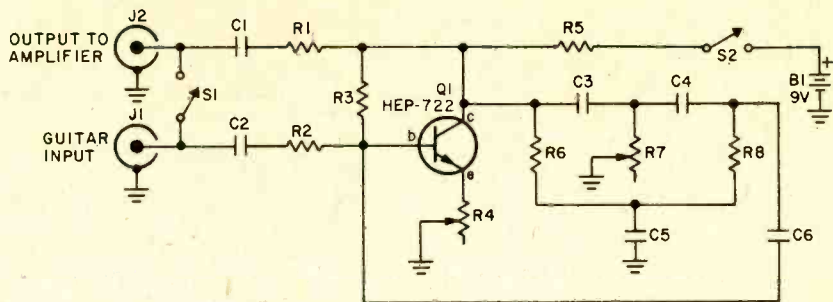 J2
OUTPUT TO
AMPLIFIER
C1
R1
R5
S2
+
B1
9V
S1
R3
Q1
HEP-722
C3
C4
J1
GUITAR
INPUT
C2
R2
b
c
e
R4
R6
R7
R8
C5
C6